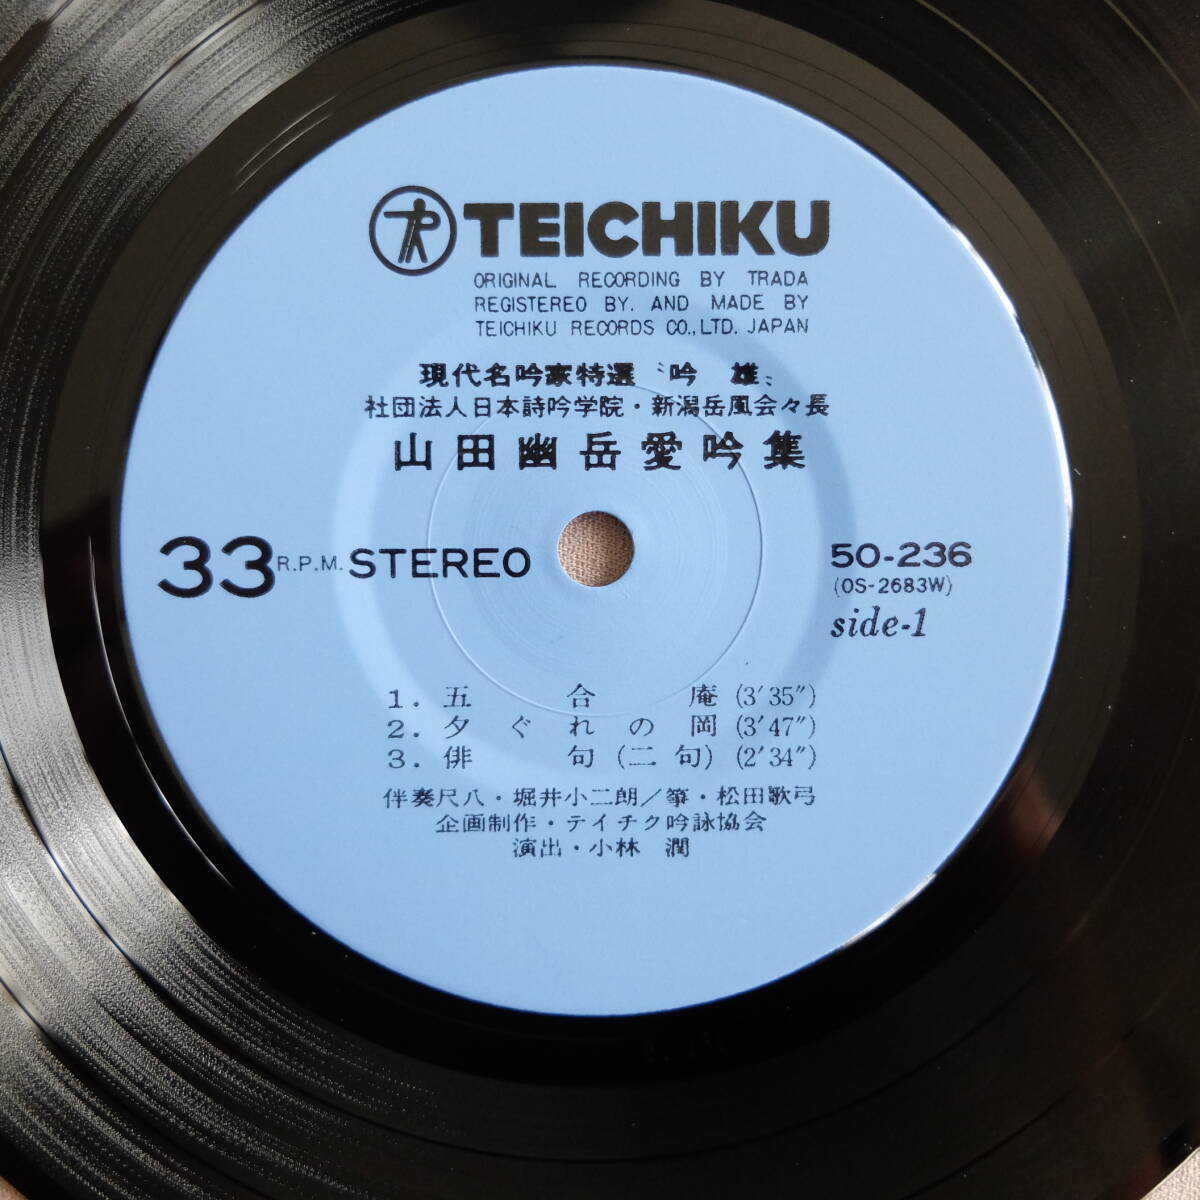 TEICHIKU
ORIGINAL RECORDING BY TRADA
REGISTEREO BY. AND MADE BY
TEICHIKU RECORDS CO.,LTD. JAPAN
現代名吟家特選〝吟 雄〟
社団法人日本詩吟学院・新潟岳風会々長
山田幽岳愛吟集
33 R.P.M. STEREO
50-236
(OS-2683W)
side-1
1. 五合庵 (3′35″)
2. 夕ぐれの岡 (3′47″)
3. 俳句(二句) (2′34″)
伴奏尺八・堀井小二朗／箏・松田歌弓
企画制作・テイチク吟詠協会
演出・小林 潤